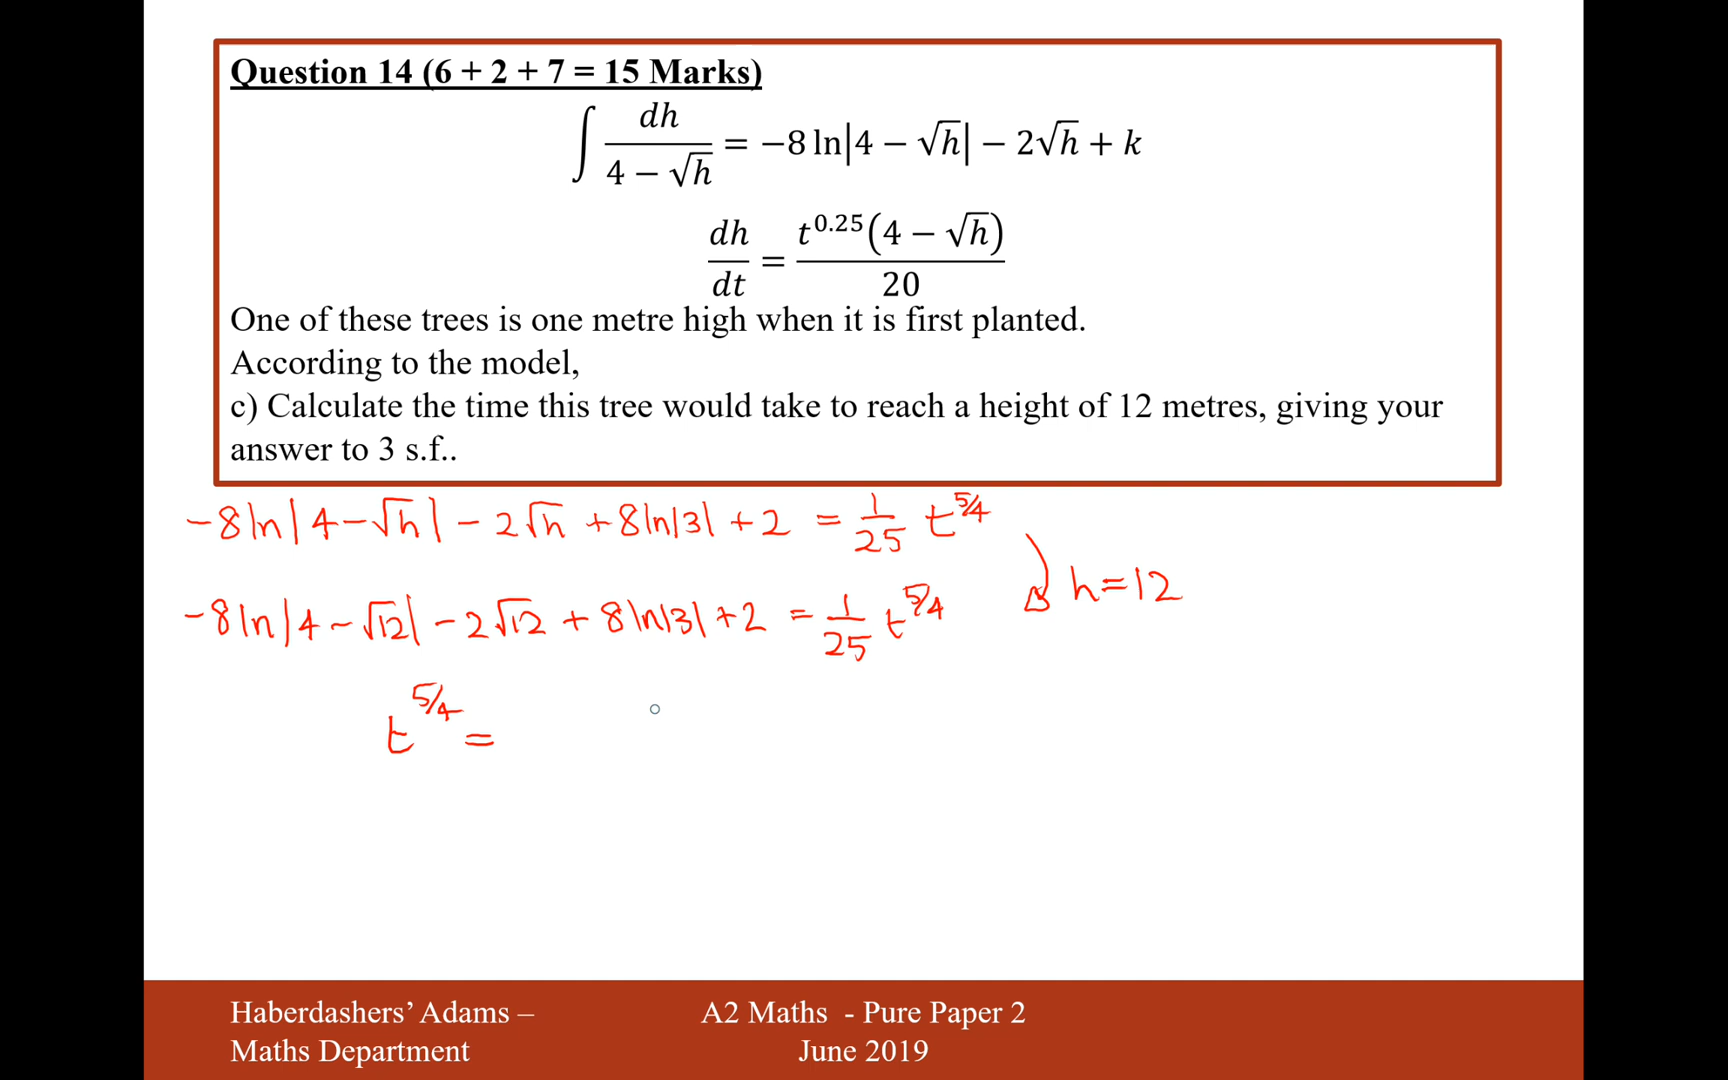 Question 14 (6 + 2 + 7 = 15 Marks)
∫ dh/(4 − √h) = −8 ln|4 − √h| − 2√h + k
dh/dt = t^0.25(4 − √h)/20
One of these trees is one metre high when it is first planted.
According to the model,
c) Calculate the time this tree would take to reach a height of 12 metres, giving your
answer to 3 s.f..
−8 ln|4 − √h| − 2√h + 8 ln|3| + 2 = 1/25 t^5/4
h = 12
−8 ln|4 − √12| − 2√12 + 8 ln|3| + 2 = 1/25 t^5/4
t^5/4 =
Haberdashers’ Adams –
Maths Department
A2 Maths - Pure Paper 2
June 2019